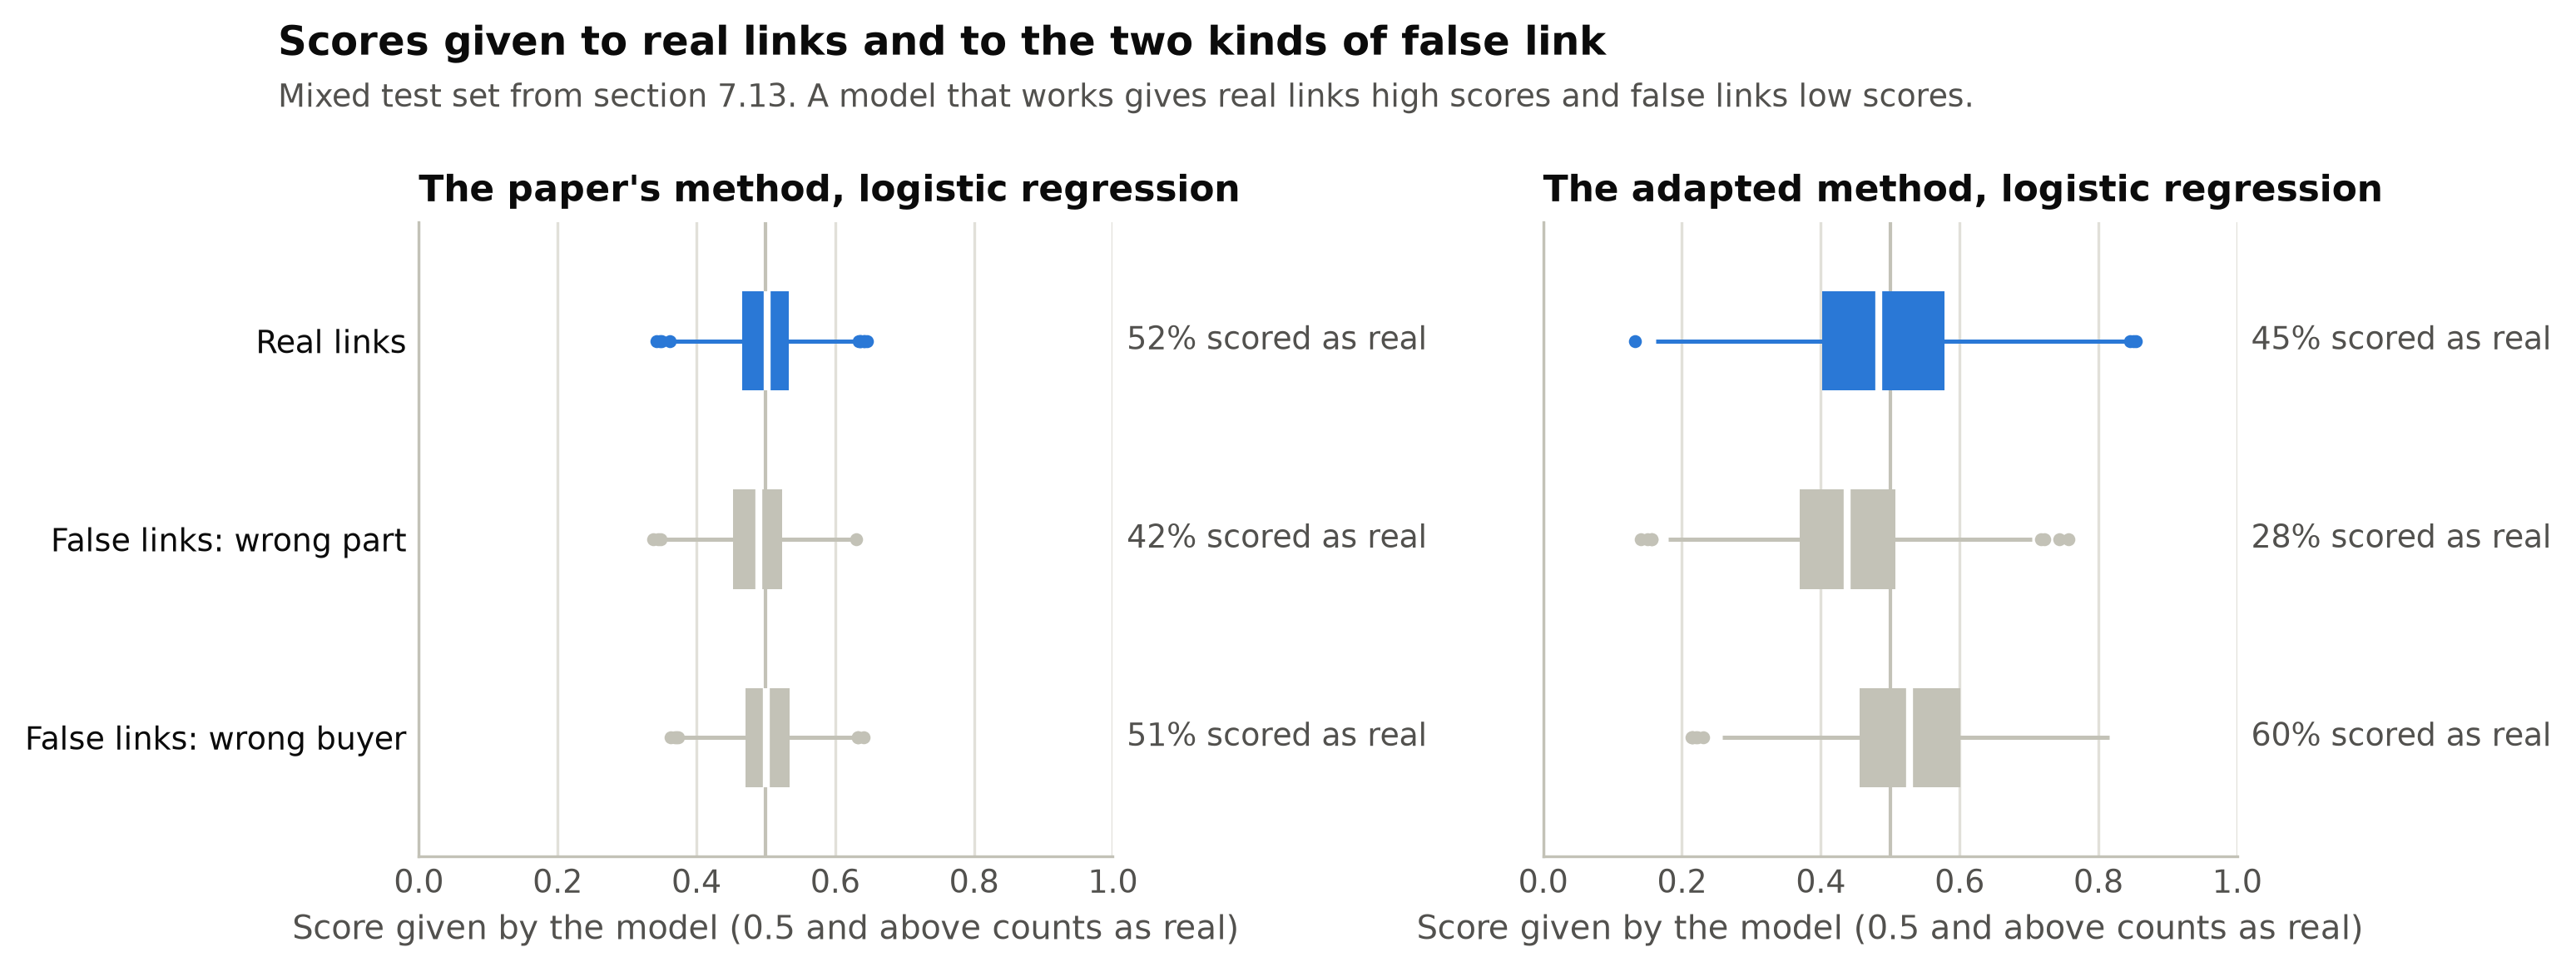 Scores given to real links and to the two kinds of false link
Mixed test set from section 7.13. A model that works gives real links high scores and false links low scores.
The paper's method, logistic regression
Real links
52% scored as real
False links: wrong part
42% scored as real
False links: wrong buyer
51% scored as real
0.0 0.2 0.4 0.6 0.8 1.0
Score given by the model (0.5 and above counts as real)
The adapted method, logistic regression
45% scored as real
28% scored as real
60% scored as real
0.0 0.2 0.4 0.6 0.8 1.0
Score given by the model (0.5 and above counts as real)